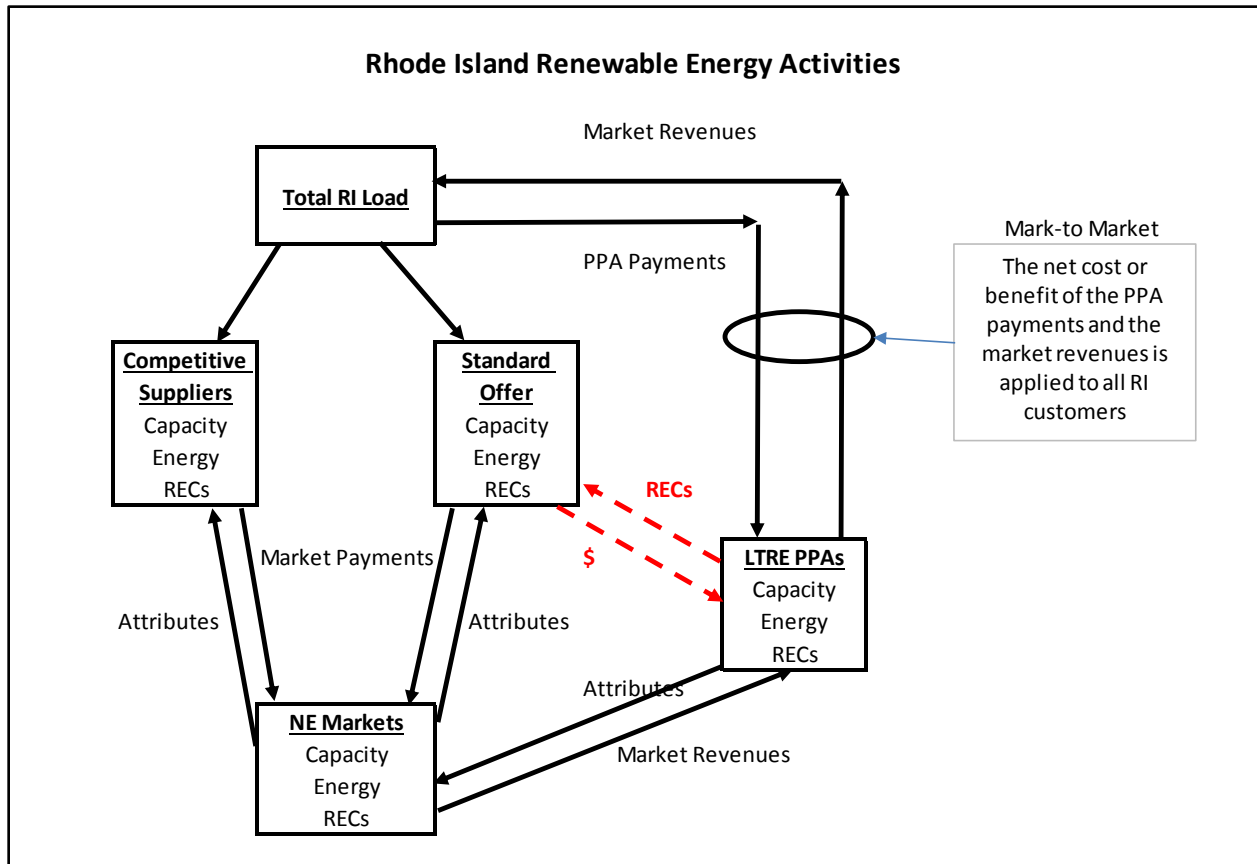 Rhode Island Renewable Energy Activities
Market Revenues
Total RI Load
PPA Payments
Mark-to Market
The net cost or
benefit of the PPA
payments and the
market revenues is
applied to all RI
customers
Competitive
Suppliers
Capacity
Energy
RECs
Standard
Offer
Capacity
Energy
RECs
RECs
$
Market Payments
Attributes
Attributes
LTRE PPAs
Capacity
Energy
RECs
Attributes
Market Revenues
NE Markets
Capacity
Energy
RECs